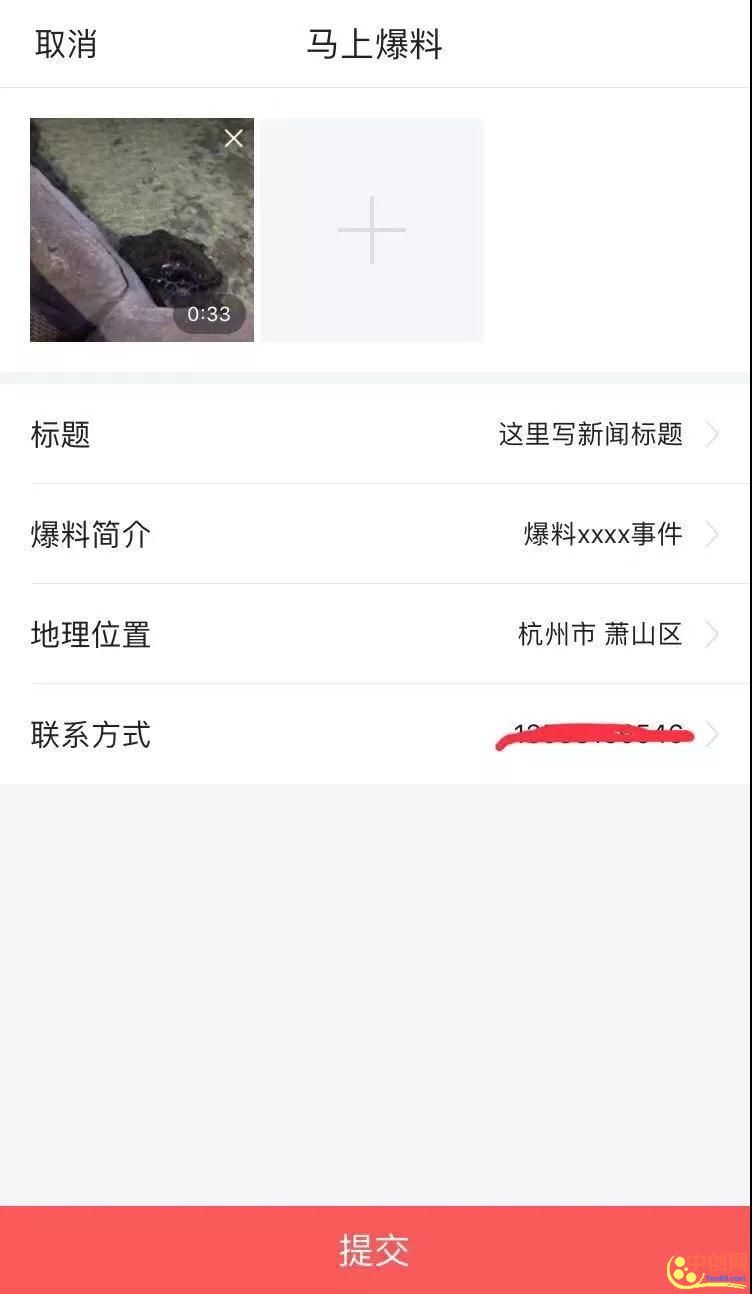 取消
马上爆料
0:33
标题
这里写新闻标题
爆料简介
爆料xxxx事件
地理位置
杭州市 萧山区
联系方式
提交
中创网